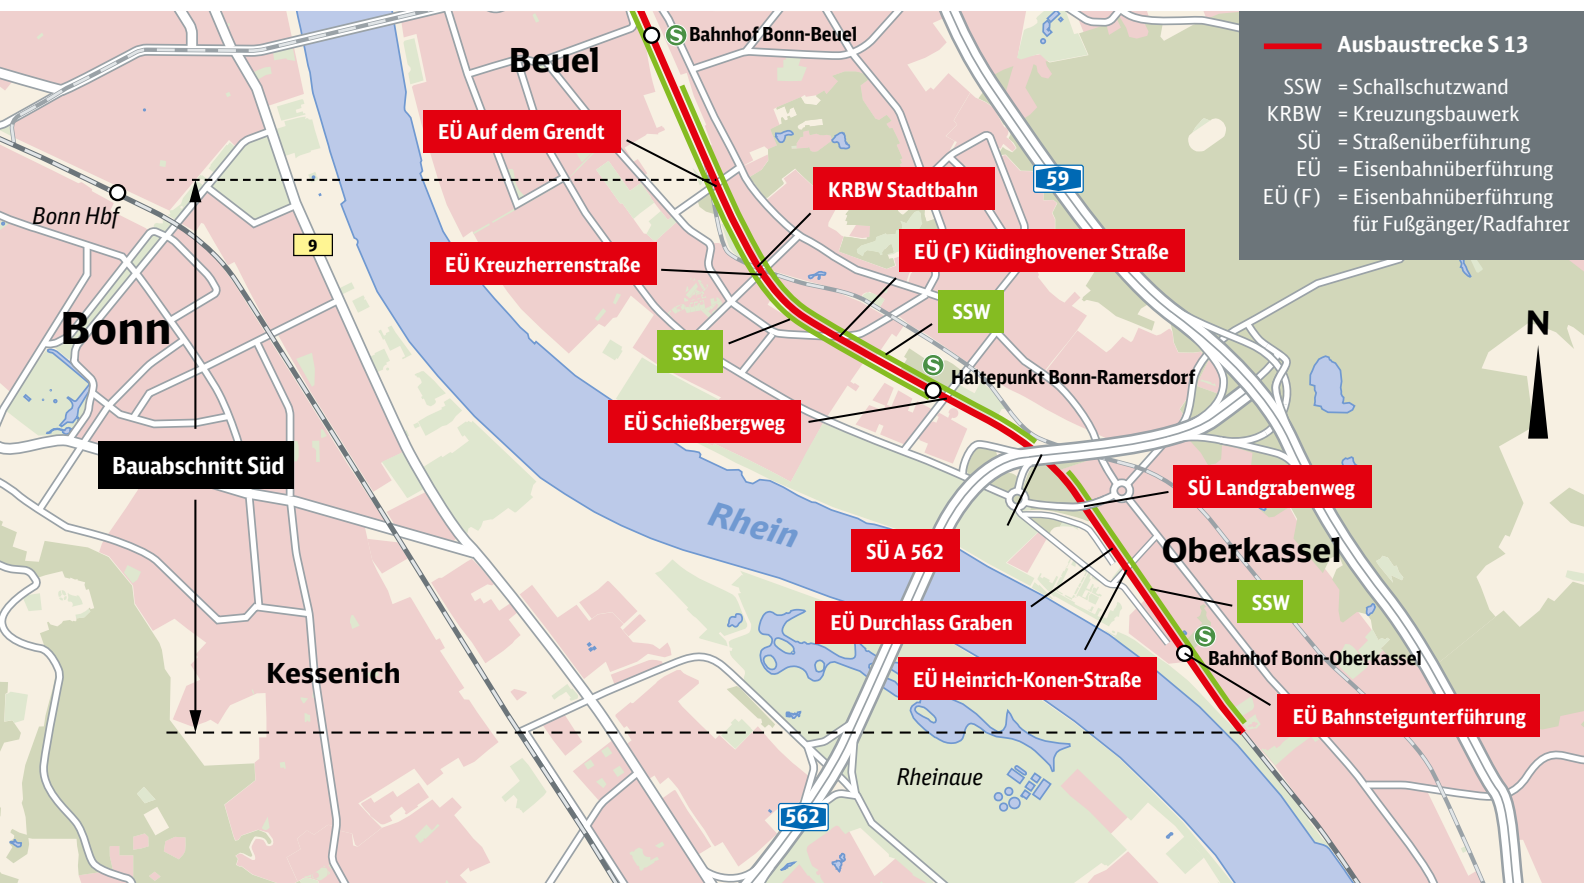 Beuel
S Bahnhof Bonn-Beuel
Ausbaustrecke S 13
SSW = Schallschutzwand
KRBW = Kreuzungsbauwerk
SÜ = Straßenüberführung
EÜ = Eisenbahnüberführung
EÜ (F) = Eisenbahnüberführung
für Fußgänger/Radfahrer
EÜ Auf dem Grendt
KRBW Stadtbahn
59
Bonn Hbf
9
EÜ Kreuzherrenstraße
EÜ (F) Küdinghovener Straße
Bonn
SSW
SSW
N
S
Haltepunkt Bonn-Ramersdorf
EÜ Schießbergweg
Bauabschnitt Süd
SÜ Landgrabenweg
Rhein
SÜ A 562
Oberkassel
SSW
EÜ Durchlass Graben
S
Bahnhof Bonn-Oberkassel
Kessenich
EÜ Heinrich-Konen-Straße
EÜ Bahnsteigunterführung
Rheinaue
562